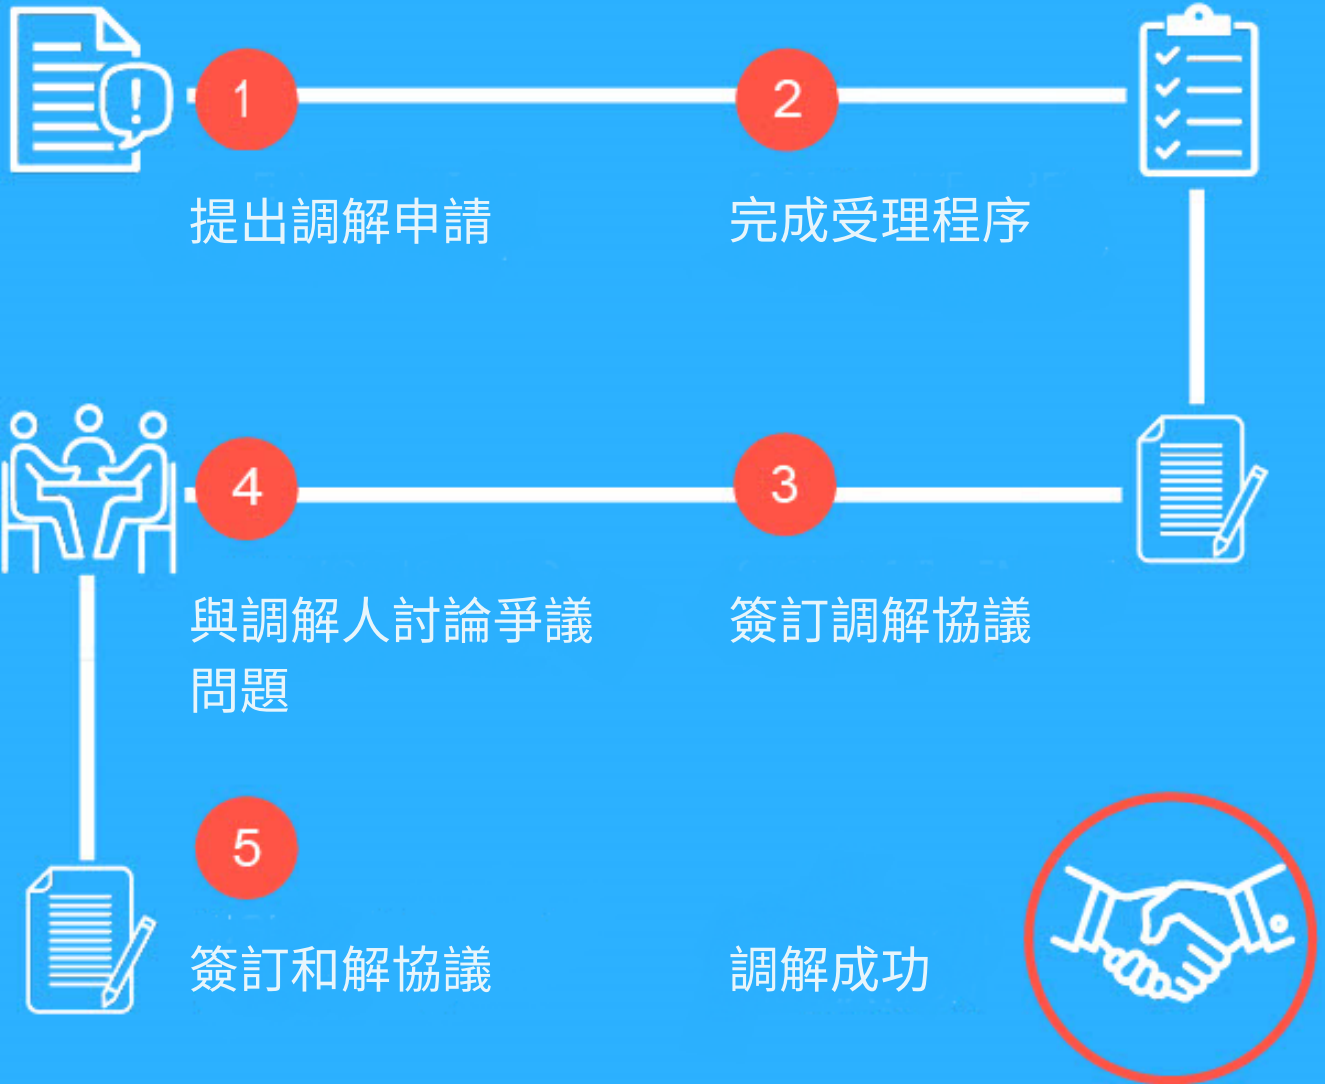 1
提出調解申請
2
完成受理程序
3
簽訂調解協議
4
與調解人討論爭議
問題
5
簽訂和解協議
調解成功